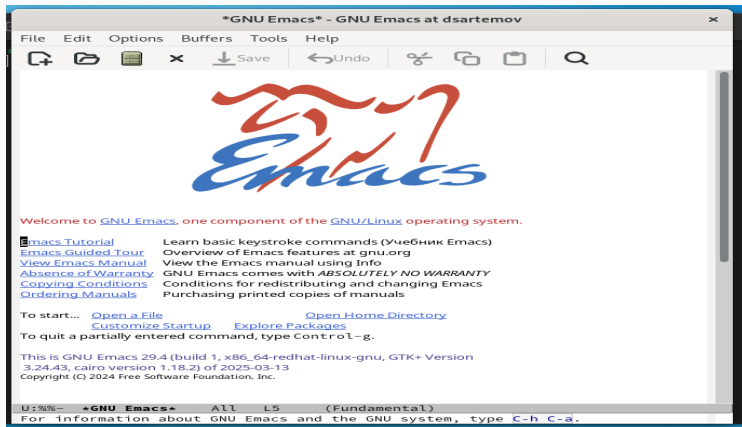 *GNU Emacs* - GNU Emacs at dsartemov
File Edit Options Buffers Tools Help
Save Undo
Emacs
Welcome to GNU Emacs, one component of the GNU/Linux operating system.
Emacs Tutorial Learn basic keystroke commands (Учебник Emacs)
Emacs Guided Tour Overview of Emacs features at gnu.org
View Emacs Manual View the Emacs manual using Info
Absence of Warranty GNU Emacs comes with ABSOLUTELY NO WARRANTY
Copying Conditions Conditions for redistributing and changing Emacs
Ordering Manuals Purchasing printed copies of manuals
To start... Open a File Open Home Directory
Customize Startup Explore Packages
To quit a partially entered command, type Control-g.
This is GNU Emacs 29.4 (build 1, x86_64-redhat-linux-gnu, GTK+ Version
3.24.43, cairo version 1.18.2) of 2025-03-13
Copyright (C) 2024 Free Software Foundation, Inc.
U:%%- *GNU Emacs* All L5 (Fundamental)
For information about GNU Emacs and the GNU system, type C-h C-a.